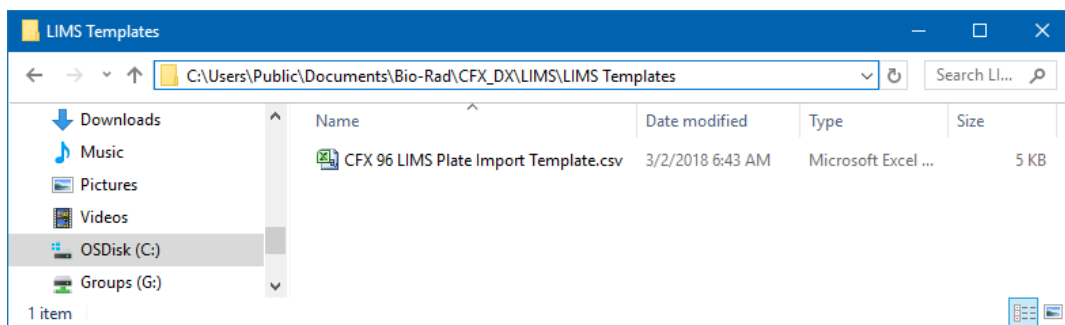 LIMS Templates
C:\Users\Public\Documents\Bio-Rad\CFX_DX\LIMS\LIMS Templates Search LI...
Downloads
Music
Pictures
Videos
OSDisk (C:)
Groups (G:)
Name Date modified Type Size
CFX 96 LIMS Plate Import Template.csv 3/2/2018 6:43 AM Microsoft Excel ... 5 KB
1 item